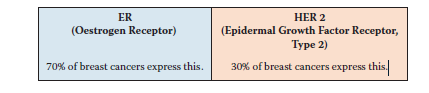 ER
(Oestrogen Receptor)
70% of breast cancers express this.
HER 2
(Epidermal Growth Factor Receptor,
Type 2)
30% of breast cancers express this.